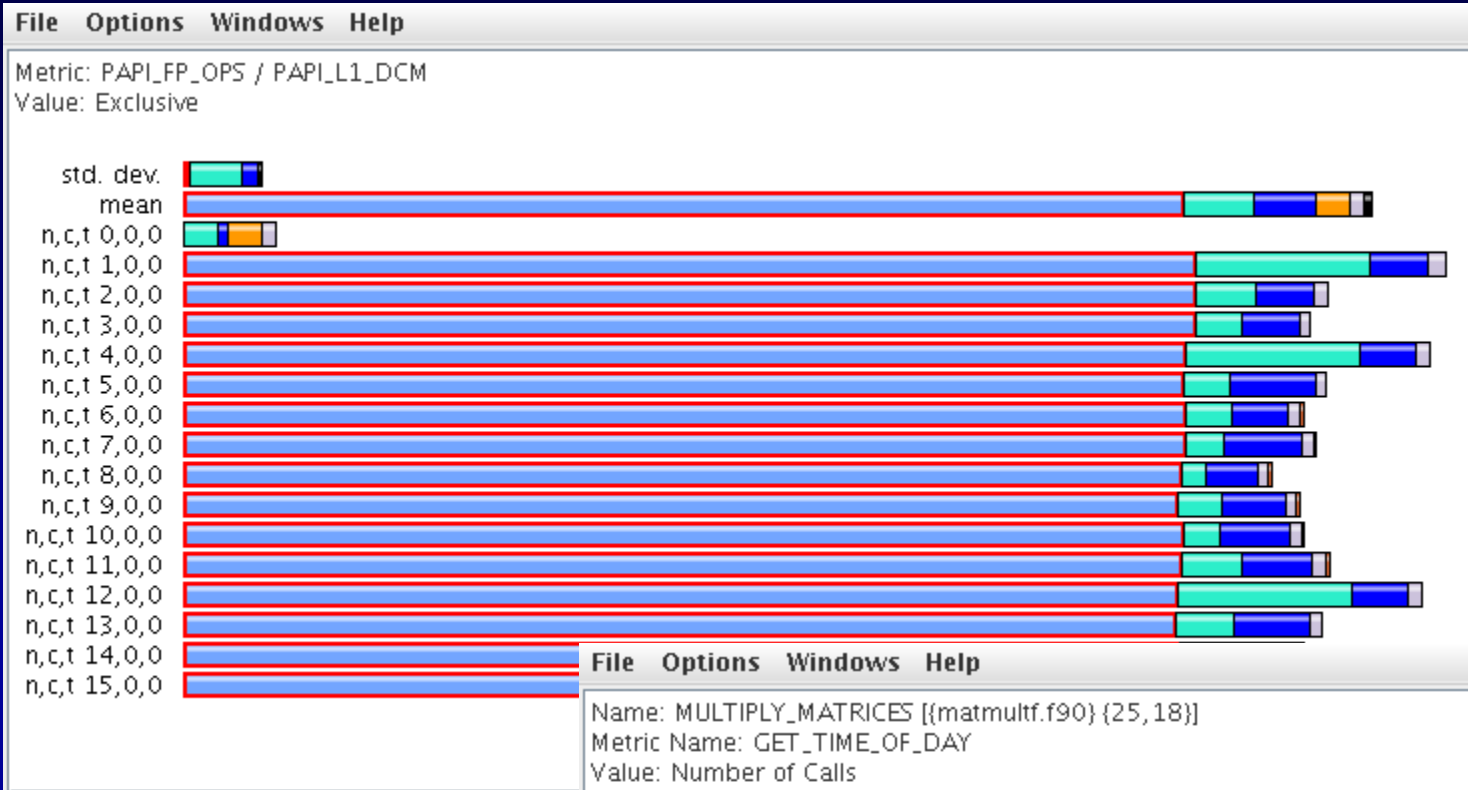 File Options Windows Help
Metric: PAPI_FP_OPS / PAPI_L1_DCM
Value: Exclusive
std. dev.
mean
n,c,t 0,0,0
n,c,t 1,0,0
n,c,t 2,0,0
n,c,t 3,0,0
n,c,t 4,0,0
n,c,t 5,0,0
n,c,t 6,0,0
n,c,t 7,0,0
n,c,t 8,0,0
n,c,t 9,0,0
n,c,t 10,0,0
n,c,t 11,0,0
n,c,t 12,0,0
n,c,t 13,0,0
n,c,t 14,0,0
n,c,t 15,0,0
File Options Windows Help
Name: MULTIPLY_MATRICES [{matmultf.f90} {25,18}]
Metric Name: GET_TIME_OF_DAY
Value: Number of Calls